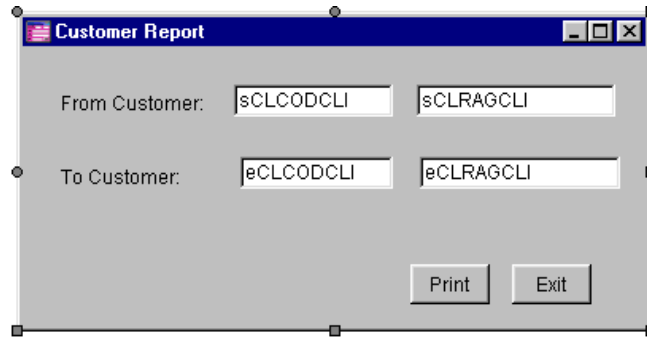 Customer Report
From Customer: sCLCODCLI sCLRAGCLI
To Customer: eCLCODCLI eCLRAGCLI
Print Exit